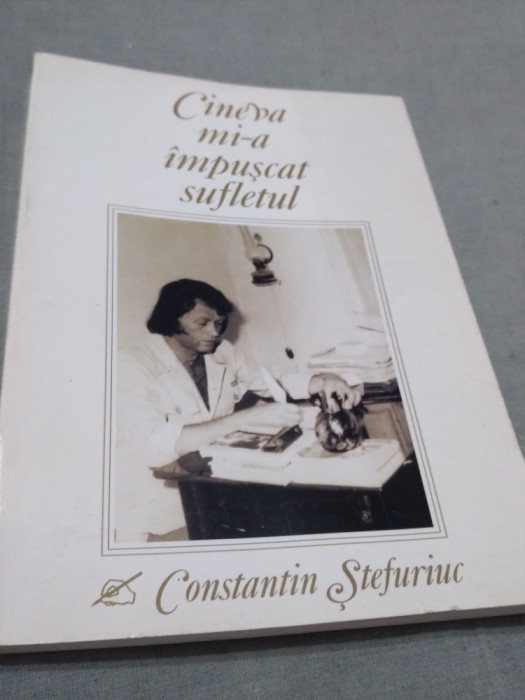 Cineva
mi-a
împușcat
sufletul
Constantin Ștefuriuc